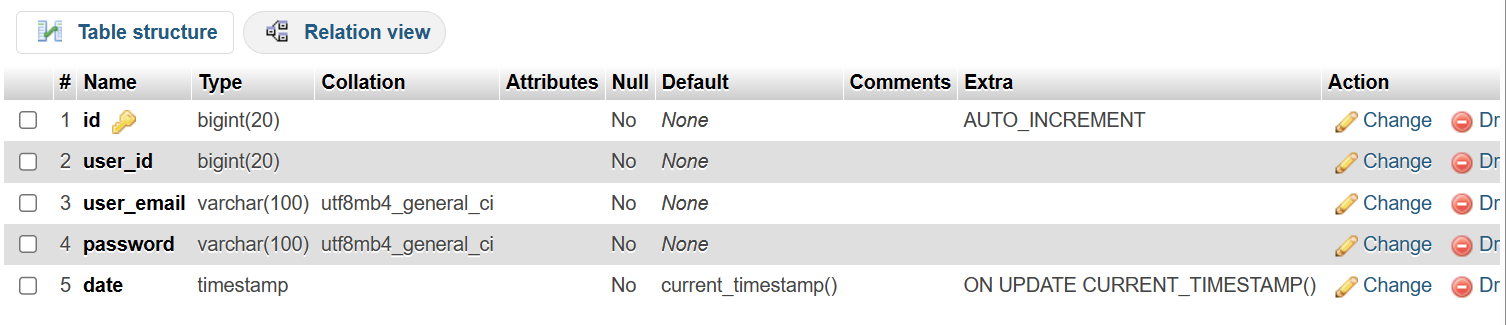 Table structure Relation view
# Name Type Collation Attributes Null Default Comments Extra Action
1 id bigint(20) No None AUTO_INCREMENT Change Dr
2 user_id bigint(20) No None Change Dr
3 user_email varchar(100) utf8mb4_general_ci No None Change Dr
4 password varchar(100) utf8mb4_general_ci No None Change Dr
5 date timestamp No current_timestamp() ON UPDATE CURRENT_TIMESTAMP() Change Dr